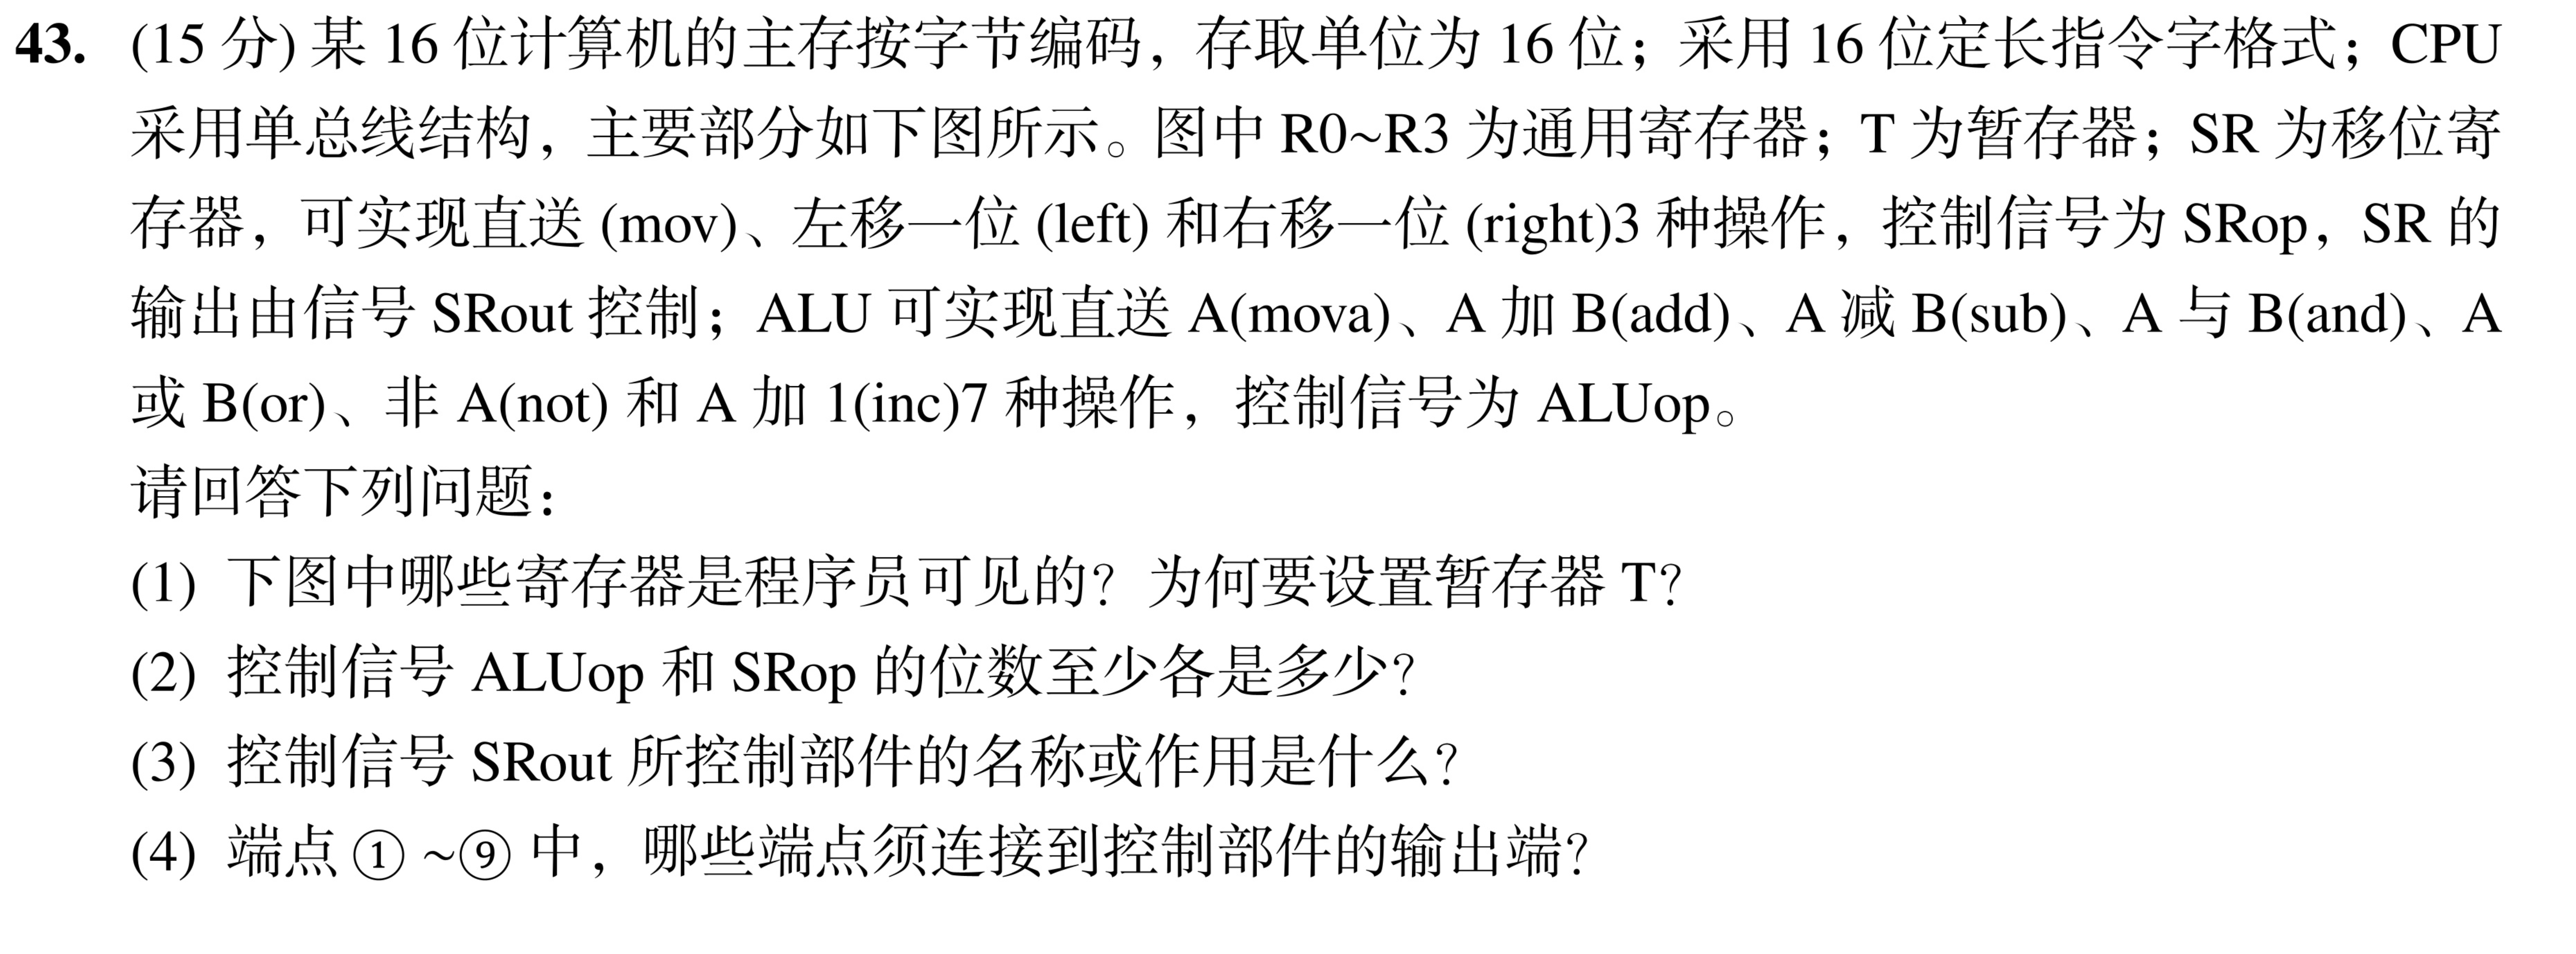 43. (15 分) 某 16 位计算机的主存按字节编码，存取单位为 16 位；采用 16 位定长指令字格式；CPU
采用单总线结构，主要部分如下图所示。图中 R0~R3 为通用寄存器；T 为暂存器；SR 为移位寄
存器，可实现直送 (mov)、左移一位 (left) 和右移一位 (right)3 种操作，控制信号为 SRop，SR 的
输出由信号 SRout 控制；ALU 可实现直送 A(mova)、A 加 B(add)、A 减 B(sub)、A 与 B(and)、A
或 B(or)、非 A(not) 和 A 加 1(inc)7 种操作，控制信号为 ALUop。
请回答下列问题：
(1) 下图中哪些寄存器是程序员可见的？为何要设置暂存器 T？
(2) 控制信号 ALUop 和 SRop 的位数至少各是多少？
(3) 控制信号 SRout 所控制部件的名称或作用是什么？
(4) 端点 ① ~⑨ 中，哪些端点须连接到控制部件的输出端？